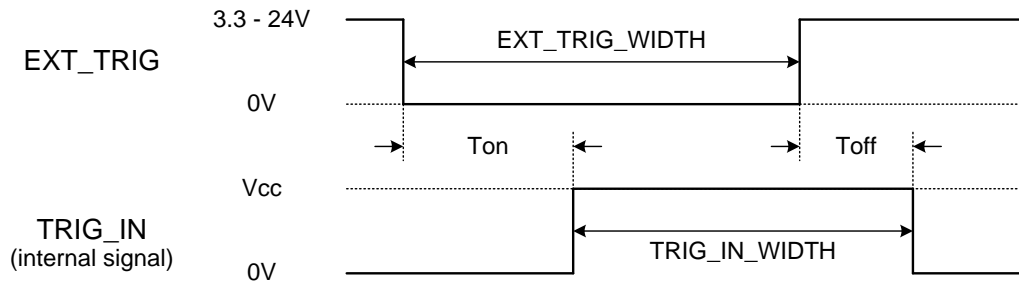 3.3 - 24V
EXT_TRIG
EXT_TRIG_WIDTH
0V
Ton
Toff
Vcc
TRIG_IN
(internal signal)
TRIG_IN_WIDTH
0V